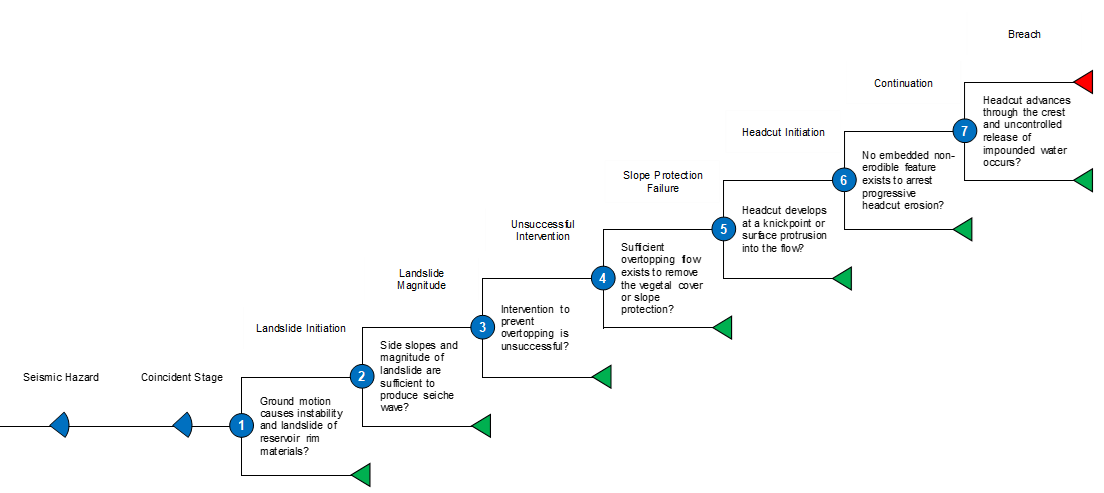 Breach
Continuation
Headcut advances
through the crest
and uncontrolled
release of
impounded water
occurs?
7
Headcut Initiation
No embedded non-
erodible feature
exists to arrest
progressive
headcut erosion?
6
Slope Protection
Failure
Headcut develops
at a knickpoint or
surface protrusion
into the flow?
5
Unsuccessful
Intervention
Sufficient
overtopping flow
exists to remove
the vegetal cover
or slope
protection?
4
Landslide
Magnitude
Intervention to
prevent
overtopping is
unsuccessful?
3
Landslide Initiation
Side slopes and
magnitude of
landslide are
sufficient to
produce seiche
wave?
2
Seismic Hazard
Coincident Stage
Ground motion
causes instability
and landslide of
reservoir rim
materials?
1